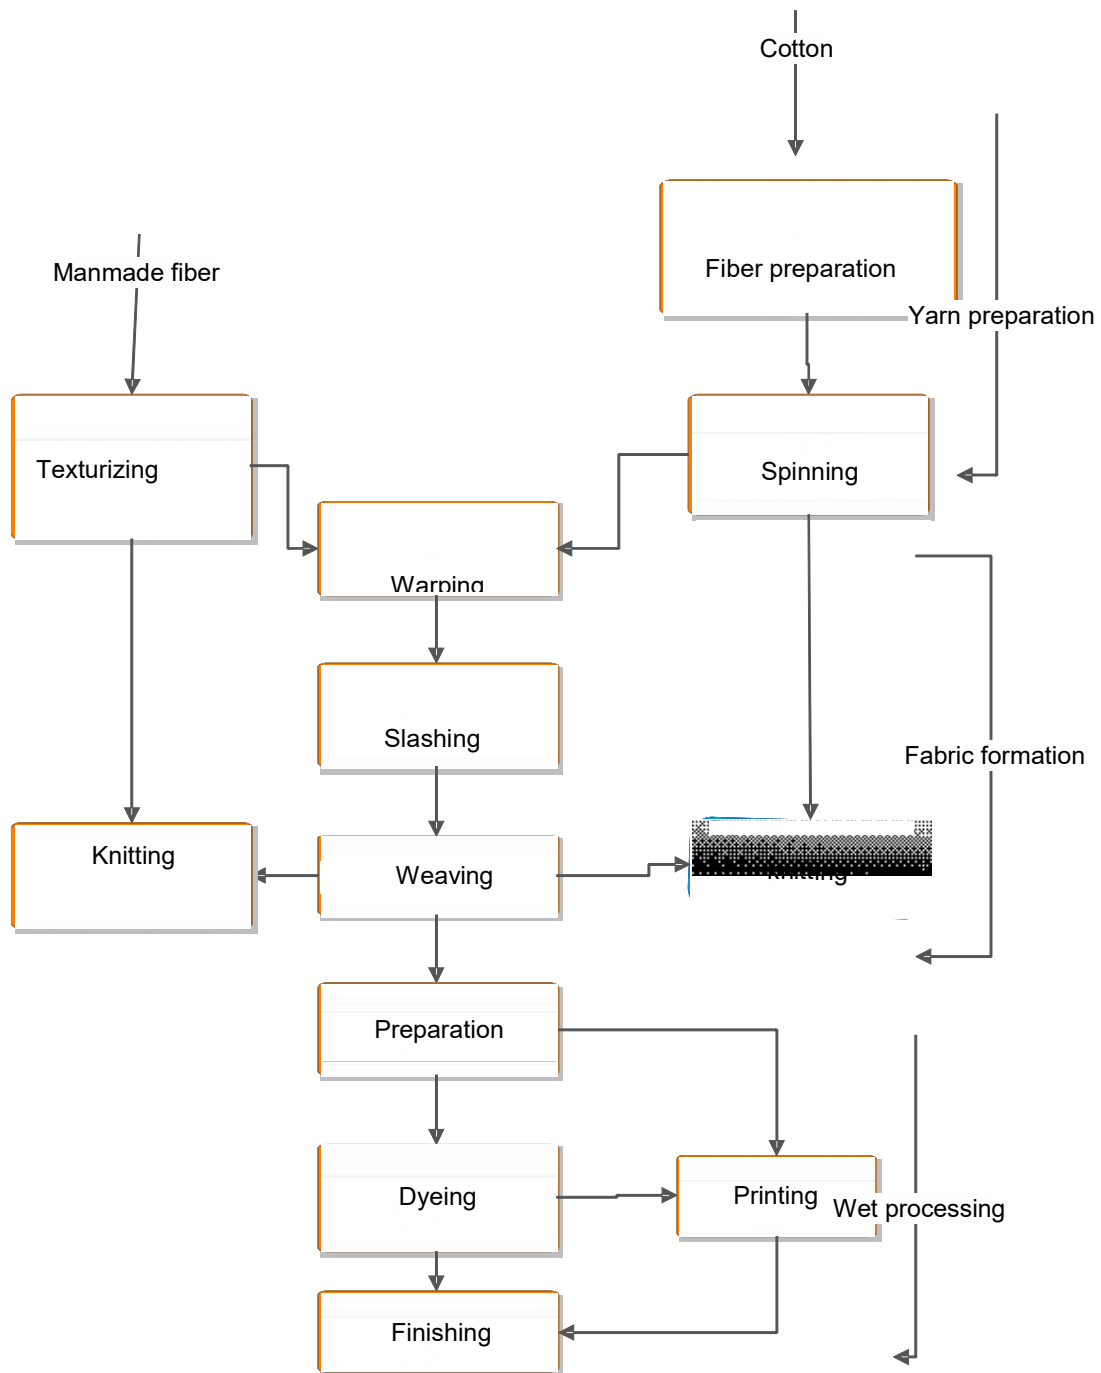 Cotton
Manmade fiber
Fiber preparation
Yarn preparation
Texturizing
Spinning
Warping
Slashing
Fabric formation
Knitting
Weaving
knitting
Preparation
Dyeing
Printing
Wet processing
Finishing